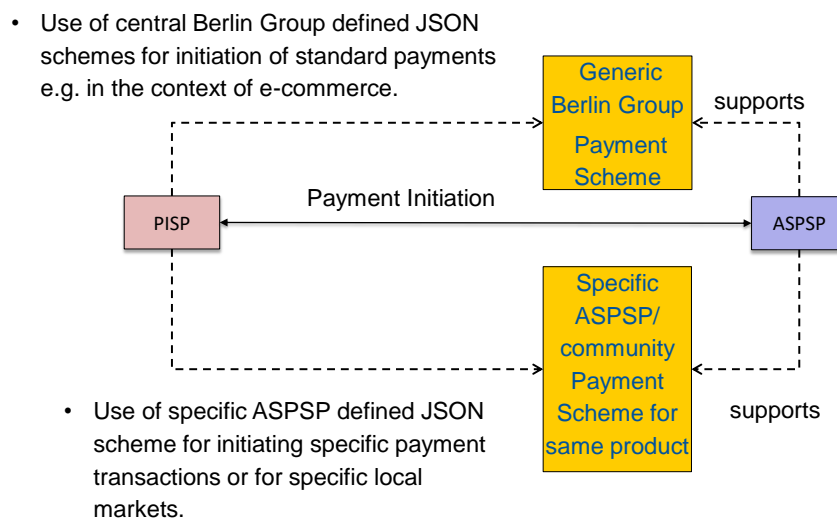 • Use of central Berlin Group defined JSON
schemes for initiation of standard payments
e.g. in the context of e-commerce.
Generic
Berlin Group
Payment
Scheme
supports
Payment Initiation
PISP
ASPSP
Specific
ASPSP/
community
Payment
Scheme for
same product
supports
• Use of specific ASPSP defined JSON
scheme for initiating specific payment
transactions or for specific local
markets.